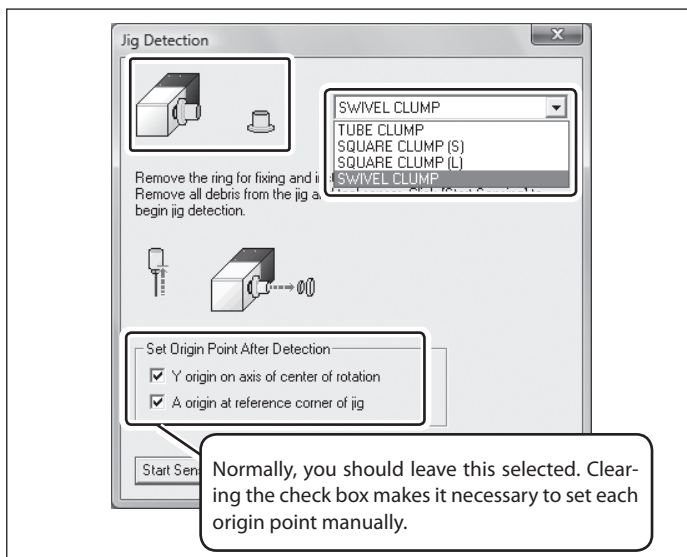 Jig Detection
SWIVEL CLUMP
TUBE CLUMP
SQUARE CLUMP (S)
SQUARE CLUMP (L)
SWIVEL CLUMP
Remove the ring for fixing and
Remove all debris from the jig
begin jig detection.
Set Origin Point After Detection
Y origin on axis of center of rotation
A origin at reference corner of jig
Start
Normally, you should leave this selected. Clear-
ing the check box makes it necessary to set each
origin point manually.